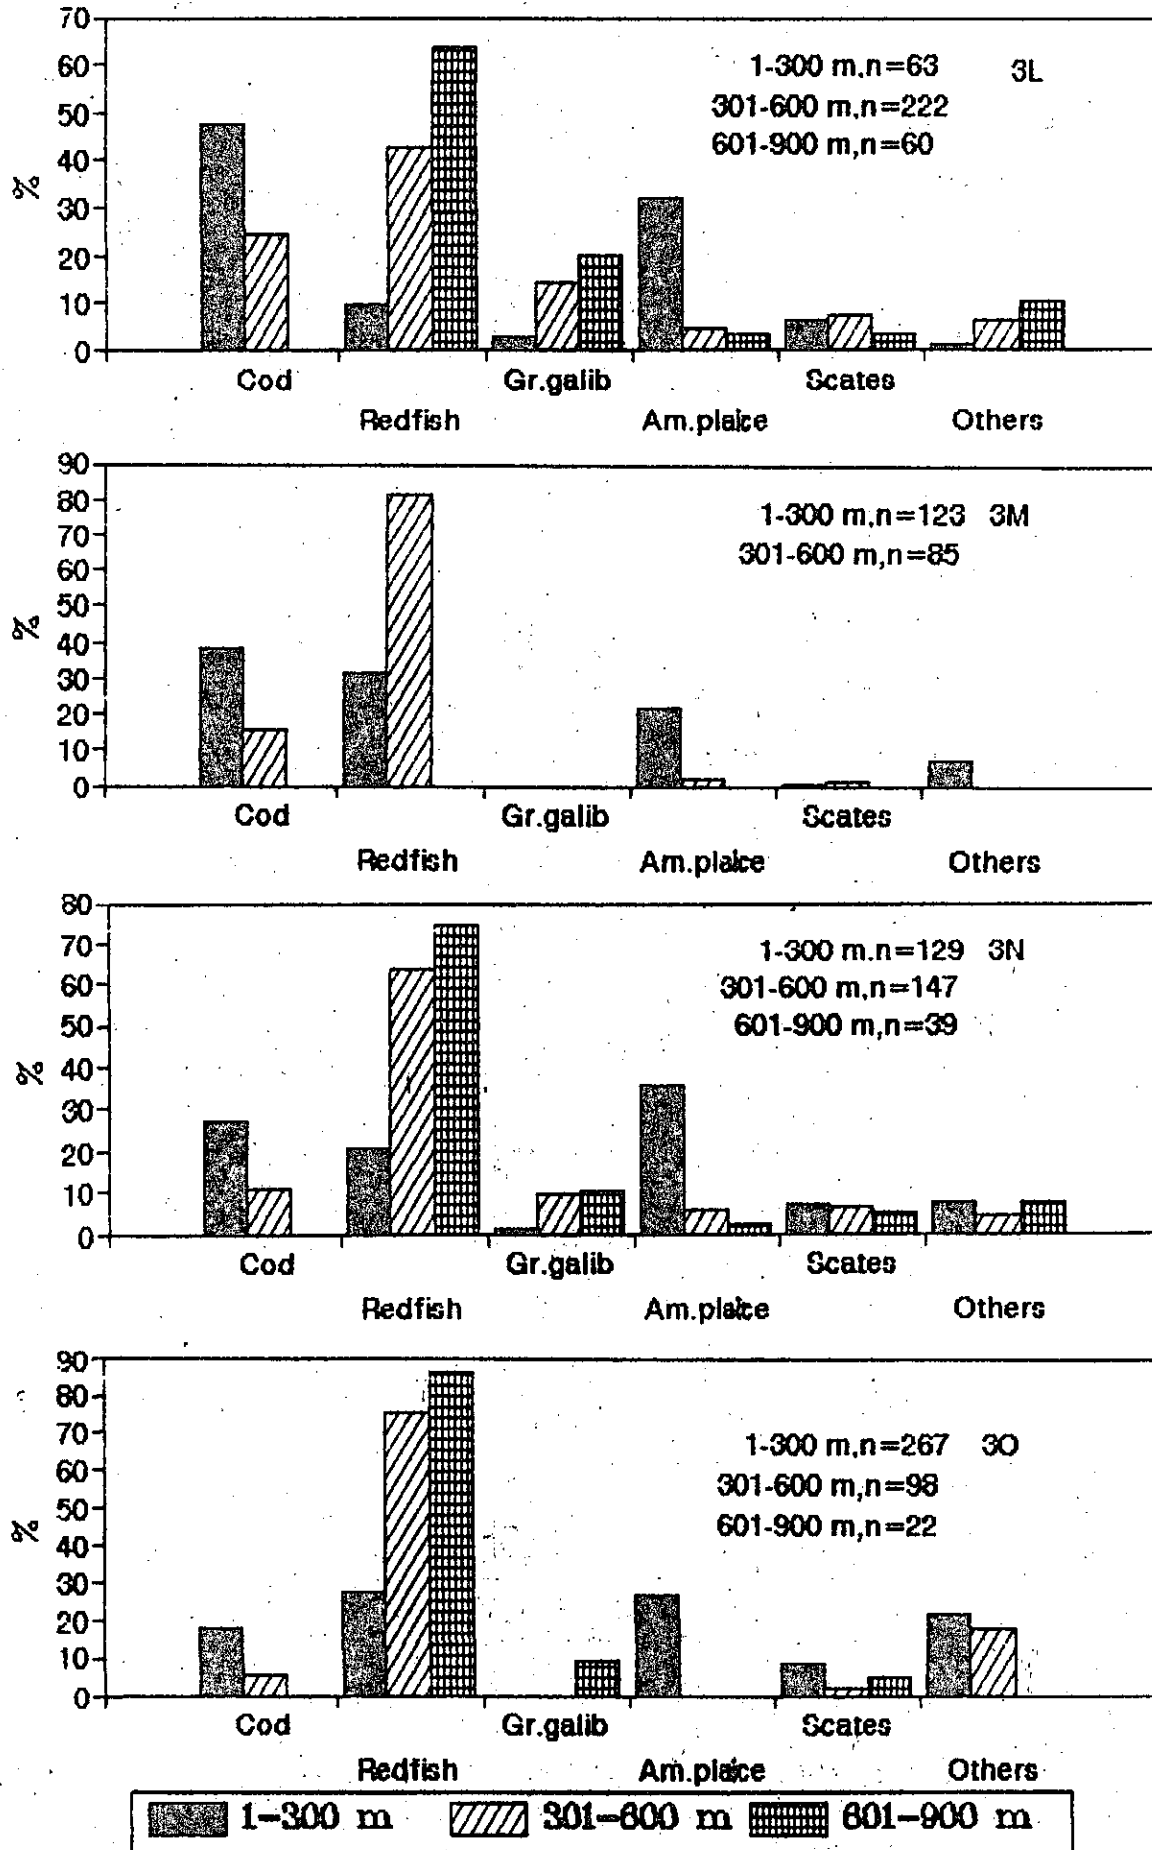 70
60
50
40
30
20
10
0
%
1-300 m,n=63 3L
301-600 m,n=222
601-900 m,n=60
Cod
Gr.galib
Scates
Redfish
Am.plaice
Others
90
80
70
60
50
40
30
20
10
0
%
1-300 m,n=123 3M
301-600 m,n=85
Cod
Gr.galib
Scates
Redfish
Am.plaice
Others
80
70
60
50
40
30
20
10
0
%
1-300 m.n=129 3N
301-600 m,n=147
601-900 m,n=39
Cod
Gr.galib
Scates
Redfish
Am.plaice
Others
90
80
70
60
50
40
30
20
10
0
%
1-300 m,n=267 3O
301-600 m,n=98
601-900 m,n=22
Cod
Gr.galib
Scates
Redfish
Am.plaice
Others
1-300 m 301-600 m 601-900 m